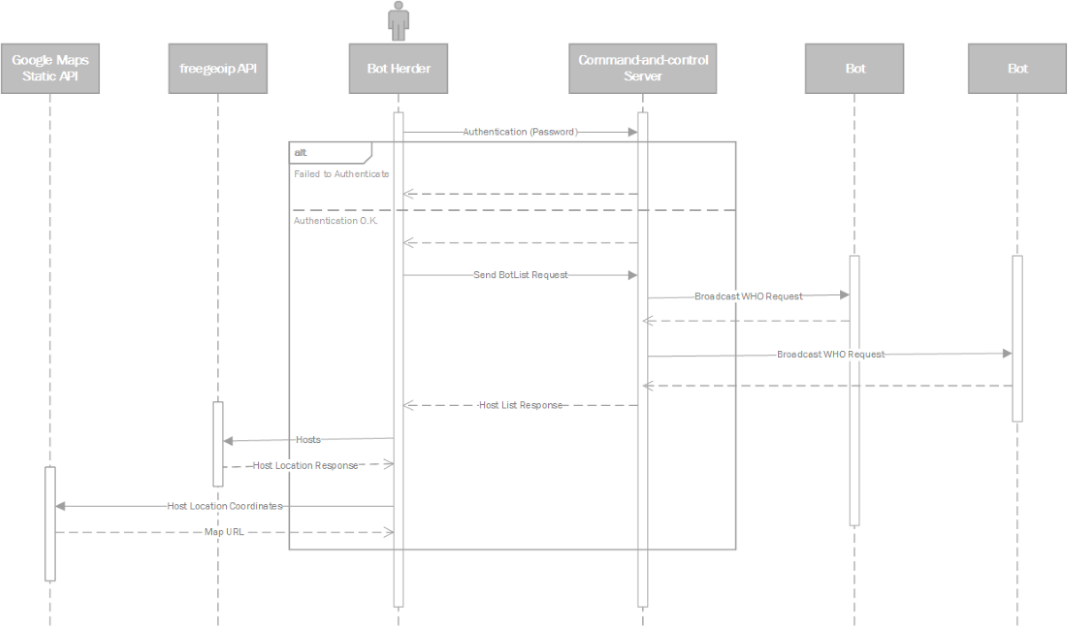 Google Maps
Static API
freegeoip API
Bot Herder
Command-and-control
Server
Bot
Bot
Authentication (Password)
alt
Failed to Authenticate
Authentication O.K.
Send BotList Request
Broadcast WHO Request
Broadcast WHO Request
Host List Response
Hosts
Host Location Response
Host Location Coordinates
Map URL